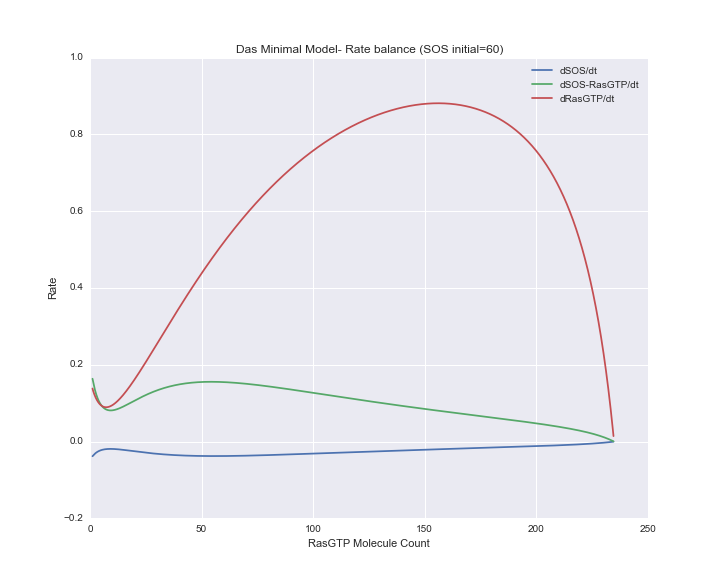 Das Minimal Model- Rate balance (SOS initial=60)
1.0
0.8
0.6
0.4
0.2
0.0
−0.2
Rate
dSOS/dt
dSOS-RasGTP/dt
dRasGTP/dt
0 50 100 150 200 250
RasGTP Molecule Count